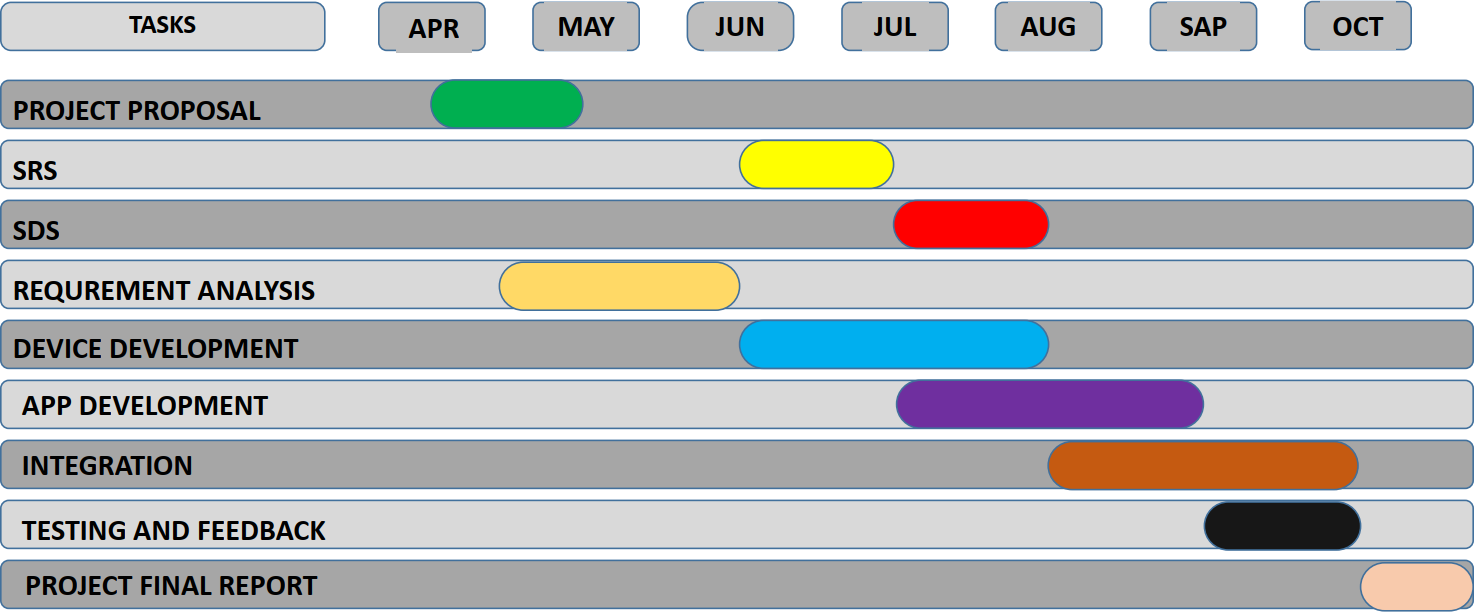 TASKS APR MAY JUN JUL AUG SAP OCT
PROJECT PROPOSAL
SRS
SDS
REQUREMENT ANALYSIS
DEVICE DEVELOPMENT
APP DEVELOPMENT
INTEGRATION
TESTING AND FEEDBACK
PROJECT FINAL REPORT